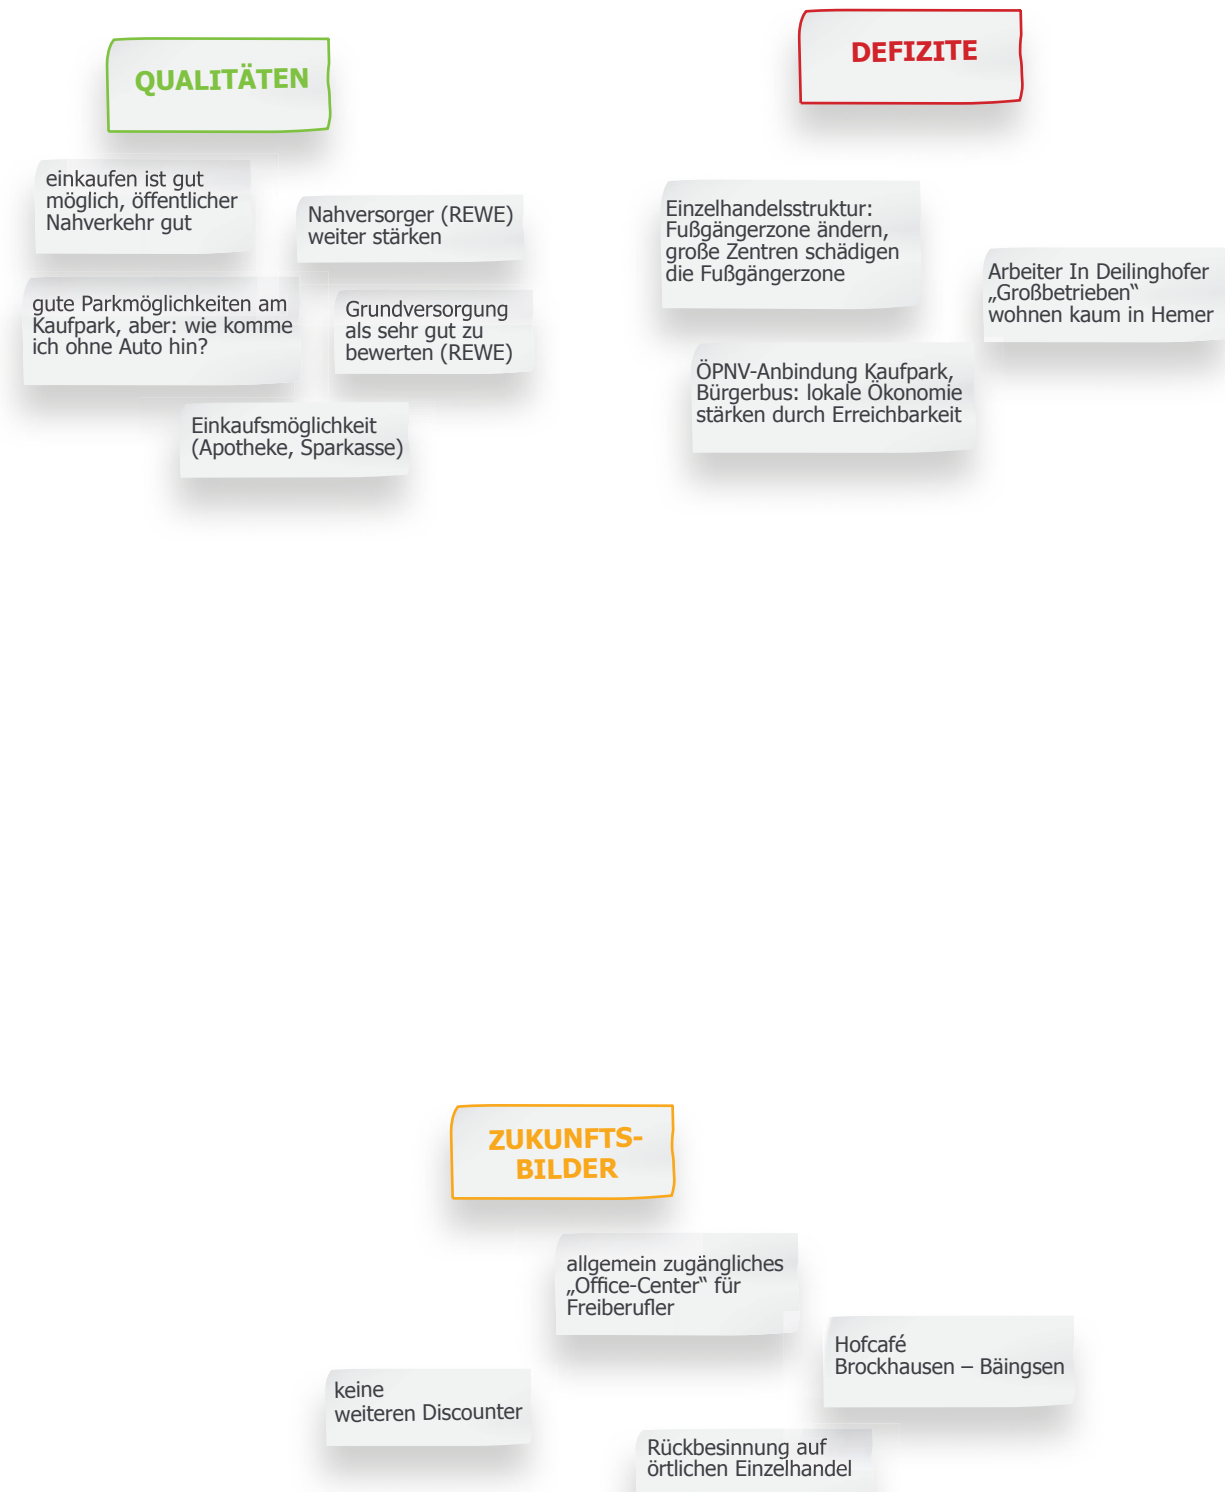 QUALITÄTEN
einkaufen ist gut
möglich, öffentlicher
Nahverkehr gut
Nahversorger (REWE)
weiter stärken
gute Parkmöglichkeiten am
Kaufpark, aber: wie komme
ich ohne Auto hin?
Grundversorgung
als sehr gut zu
bewerten (REWE)
Einkaufsmöglichkeit
(Apotheke, Sparkasse)
DEFIZITE
Einzelhandelsstruktur:
Fußgängerzone ändern,
große Zentren schädigen
die Fußgängerzone
Arbeiter In Deilinghofer
„Großbetrieben“
wohnen kaum in Hemer
ÖPNV-Anbindung Kaufpark,
Bürgerbus: lokale Ökonomie
stärken durch Erreichbarkeit
ZUKUNFTS-
BILDER
allgemein zugängliches
„Office-Center“ für
Freiberufler
Hofcafé
Brockhausen – Bäingsen
keine
weiteren Discounter
Rückbesinnung auf
örtlichen Einzelhandel